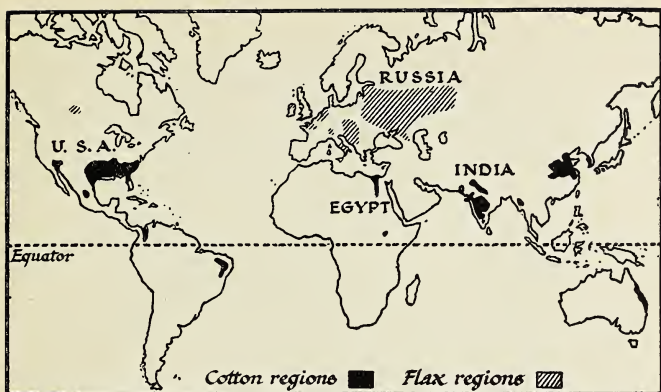 RUSSIA
U. S. A.
INDIA
EGYPT
Equator
Cotton regions Flax regions